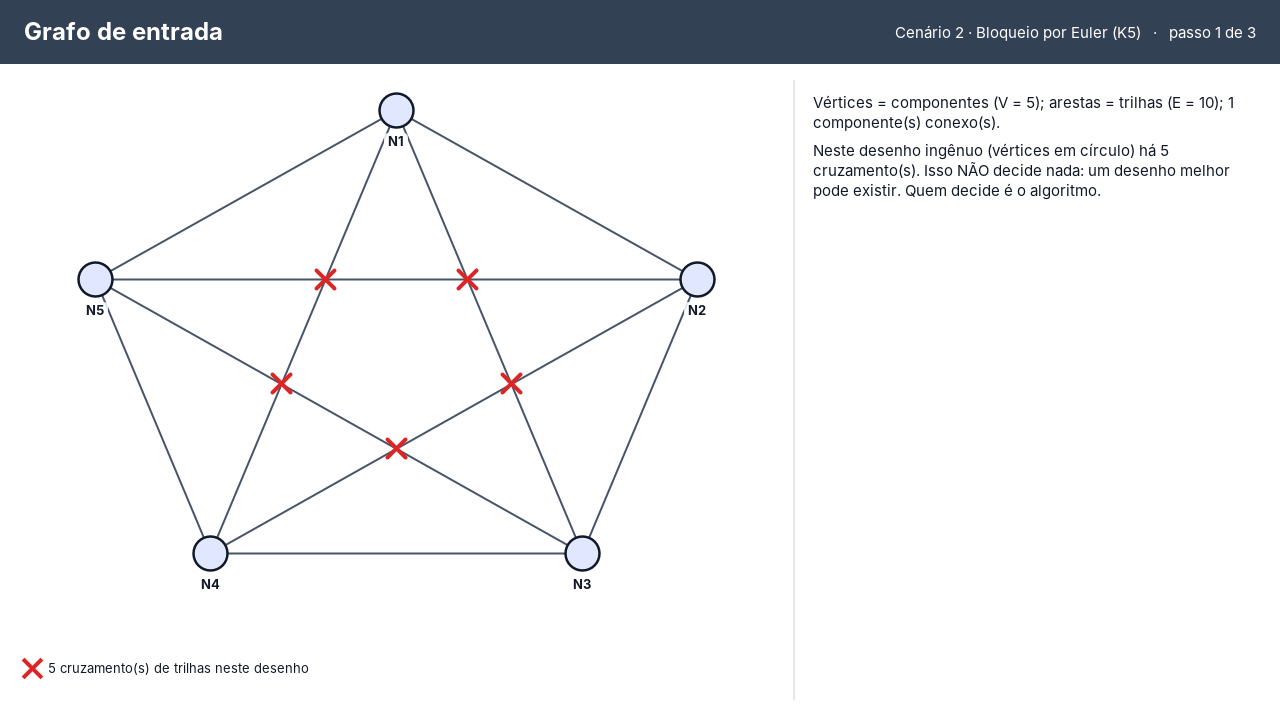 Grafo de entrada
Cenário 2 · Bloqueio por Euler (K5) · passo 1 de 3
Vértices = componentes (V = 5); arestas = trilhas (E = 10); 1
componente(s) conexo(s).
Neste desenho ingênuo (vértices em círculo) há 5
cruzamento(s). Isso NÃO decide nada: um desenho melhor
pode existir. Quem decide é o algoritmo.
N1
N5
N2
N4
N3
5 cruzamento(s) de trilhas neste desenho